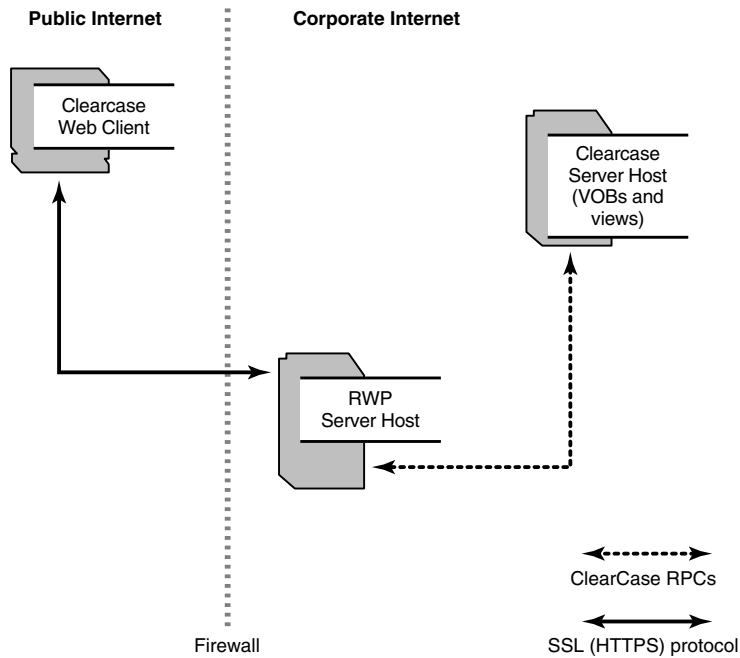 Public Internet
Corporate Internet
Clearcase
Web Client
Clearcase
Server Host
(VOBs and
views)
RWP
Server Host
ClearCase RPCs
Firewall
SSL (HTTPS) protocol